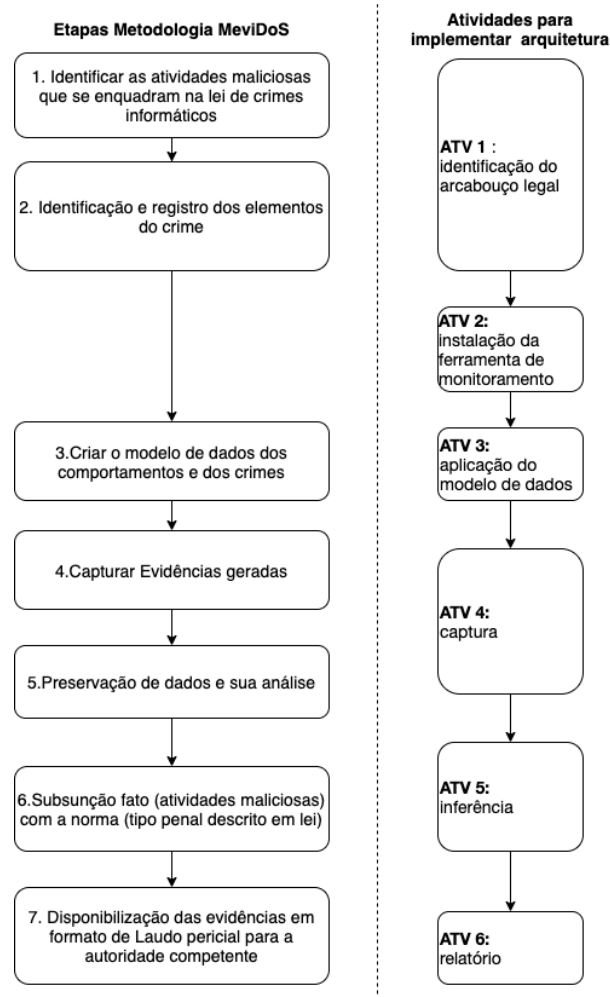 Etapas Metodologia MeviDoS
1. Identificar as atividades maliciosas
que se enquadram na lei de crimes
informáticos
2. Identificação e registro dos elementos
do crime
3.Criar o modelo de dados dos
comportamentos e dos crimes
4.Capturar Evidências geradas
5.Preservação de dados e sua análise
6.Subsunção fato (atividades maliciosas)
com a norma (tipo penal descrito em lei)
7. Disponibilização das evidências em
formato de Laudo pericial para a
autoridade competente
Atividades para
implementar arquitetura
ATV 1 :
identificação do
arcabouço legal
ATV 2:
instalação da
ferramenta de
monitoramento
ATV 3:
aplicação do
modelo de dados
ATV 4:
captura
ATV 5:
inferência
ATV 6:
relatório